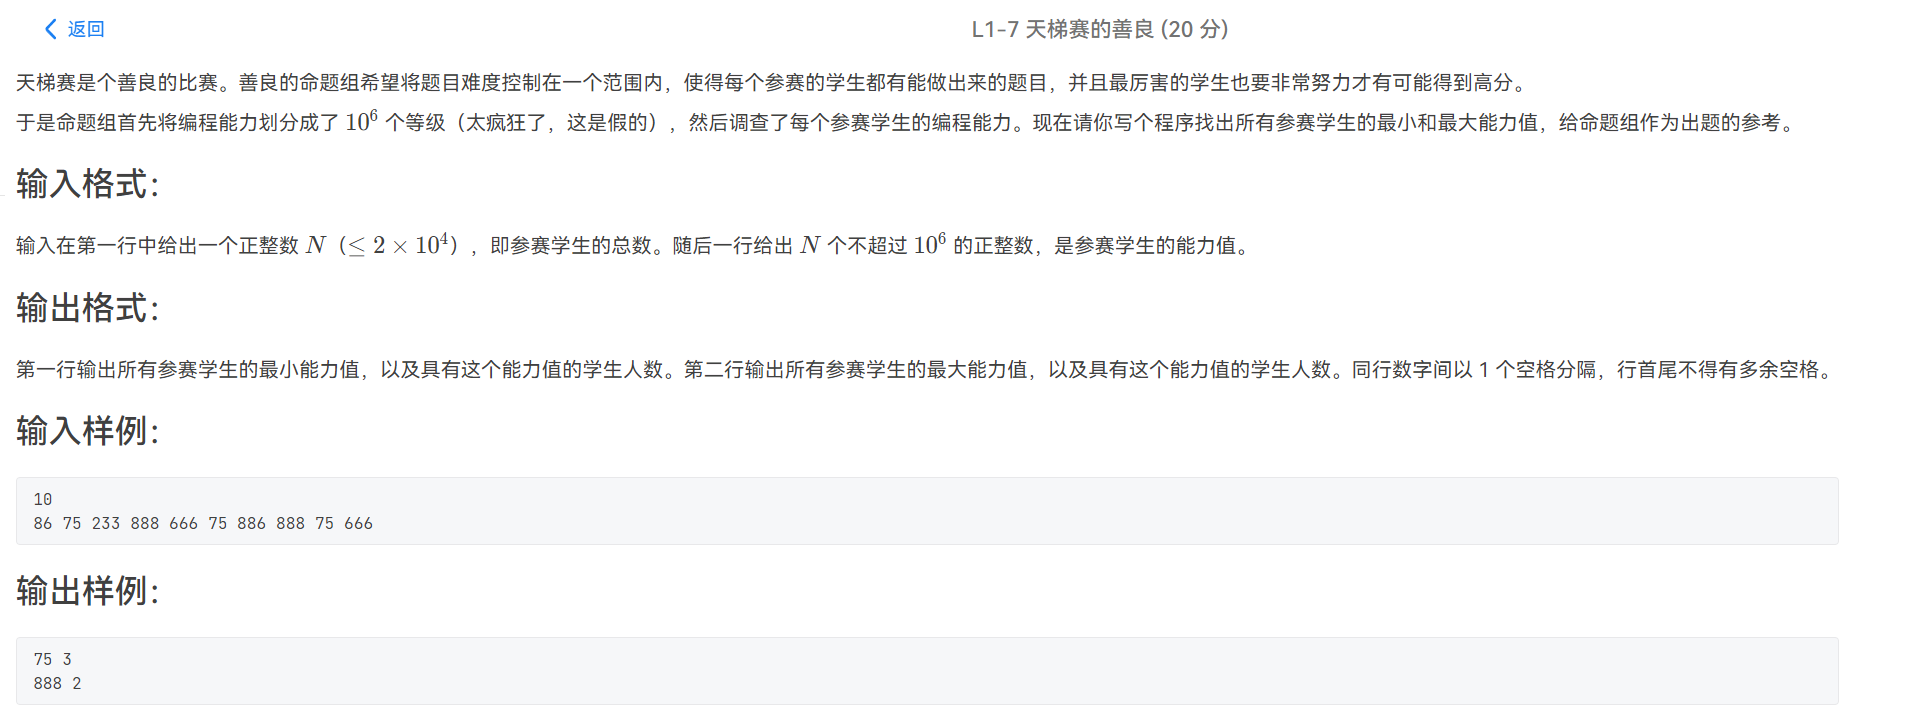 返回
L1-7 天梯赛的善良 (20 分)
天梯赛是个善良的比赛。善良的命题组希望将题目难度控制在一个范围内，使得每个参赛的学生都有能做出来的题目，并且最厉害的学生也要非常努力才有可能得到高分。
于是命题组首先将编程能力划分成了 10⁶ 个等级（太疯狂了，这是假的），然后调查了每个参赛学生的编程能力。现在请你写个程序找出所有参赛学生的最小和最大能力值，给命题组作为出题的参考。
输入格式：
输入在第一行中给出一个正整数 N（≤ 2 × 10⁴），即参赛学生的总数。随后一行给出 N 个不超过 10⁶ 的正整数，是参赛学生的能力值。
输出格式：
第一行输出所有参赛学生的最小能力值，以及具有这个能力值的学生人数。第二行输出所有参赛学生的最大能力值，以及具有这个能力值的学生人数。同行数字间以 1 个空格分隔，行首尾不得有多余空格。
输入样例：
10
86 75 233 888 666 75 886 888 75 666
输出样例：
75 3
888 2